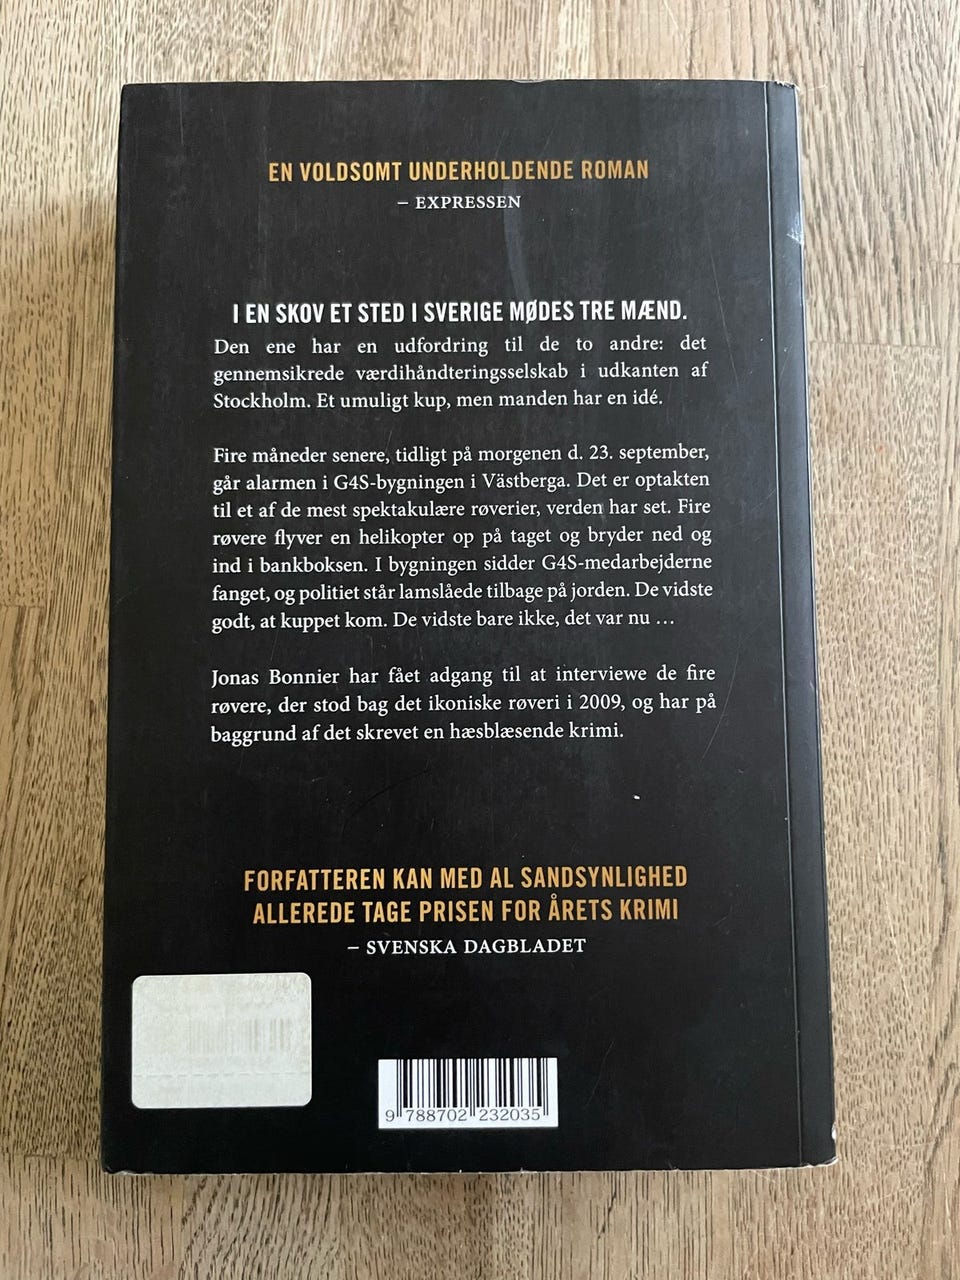 EN VOLDSOMT UNDERHOLDENDE ROMAN
– EXPRESSEN
I EN SKOV ET STED I SVERIGE MØDES TRE MÆND.
Den ene har en udfordring til de to andre: det
gennemsikrede værdihåndteringsselskab i udkanten af
Stockholm. Et umuligt kup, men manden har en idé.
Fire måneder senere, tidligt på morgenen d. 23. september,
går alarmen i G4S-bygningen i Västberga. Det er optakten
til et af de mest spektakulære røverier, verden har set. Fire
røvere flyver en helikopter op på taget og bryder ned og
ind i bankboksen. I bygningen sidder G4S-medarbejderne
fanget, og politiet står lamslåede tilbage på jorden. De vidste
godt, at kuppet kom. De vidste bare ikke, det var nu …
Jonas Bonnier har fået adgang til at interviewe de fire
røvere, der stod bag det ikoniske røveri i 2009, og har på
baggrund af det skrevet en hæsblæsende krimi.
FORFATTEREN KAN MED AL SANDSYNLIGHED
ALLEREDE TAGE PRISEN FOR ÅRETS KRIMI
– SVENSKA DAGBLADET
9 788702 232035